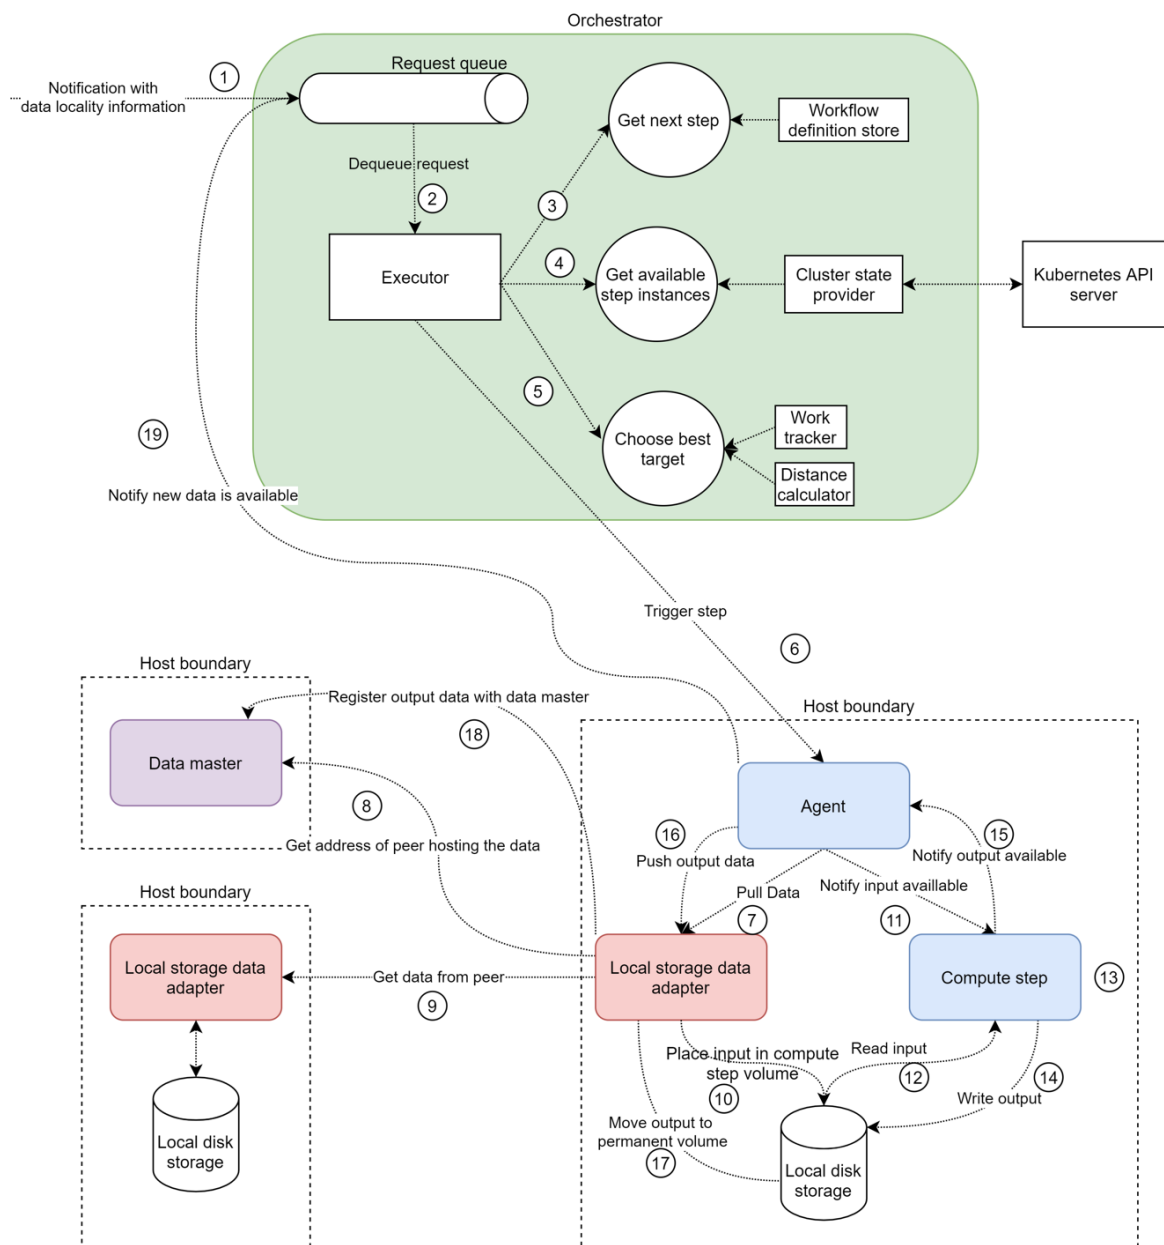 Orchestrator
1
Request queue
Notification with
data locality information
Get next step
Workflow
definition store
Dequeue request
2
3
Executor
4
Get available
step instances
Cluster state
provider
Kubernetes API
server
5
Work
tracker
Choose best
target
Distance
calculator
19
Notify new data is available
Trigger step
6
Host boundary
Register output data with data master
18
Host boundary
Data master
8
Get address of peer hosting the data
Agent
16
Push output data
15
Notify output available
Pull Data
7
Notify input availlable
11
Host boundary
Local storage data
adapter
Get data from peer
9
Local storage data
adapter
Compute step
13
Place input in compute
step volume
10
Read input
12
14
Write output
Move output to
permanent volume
17
Local disk
storage
Local disk
storage